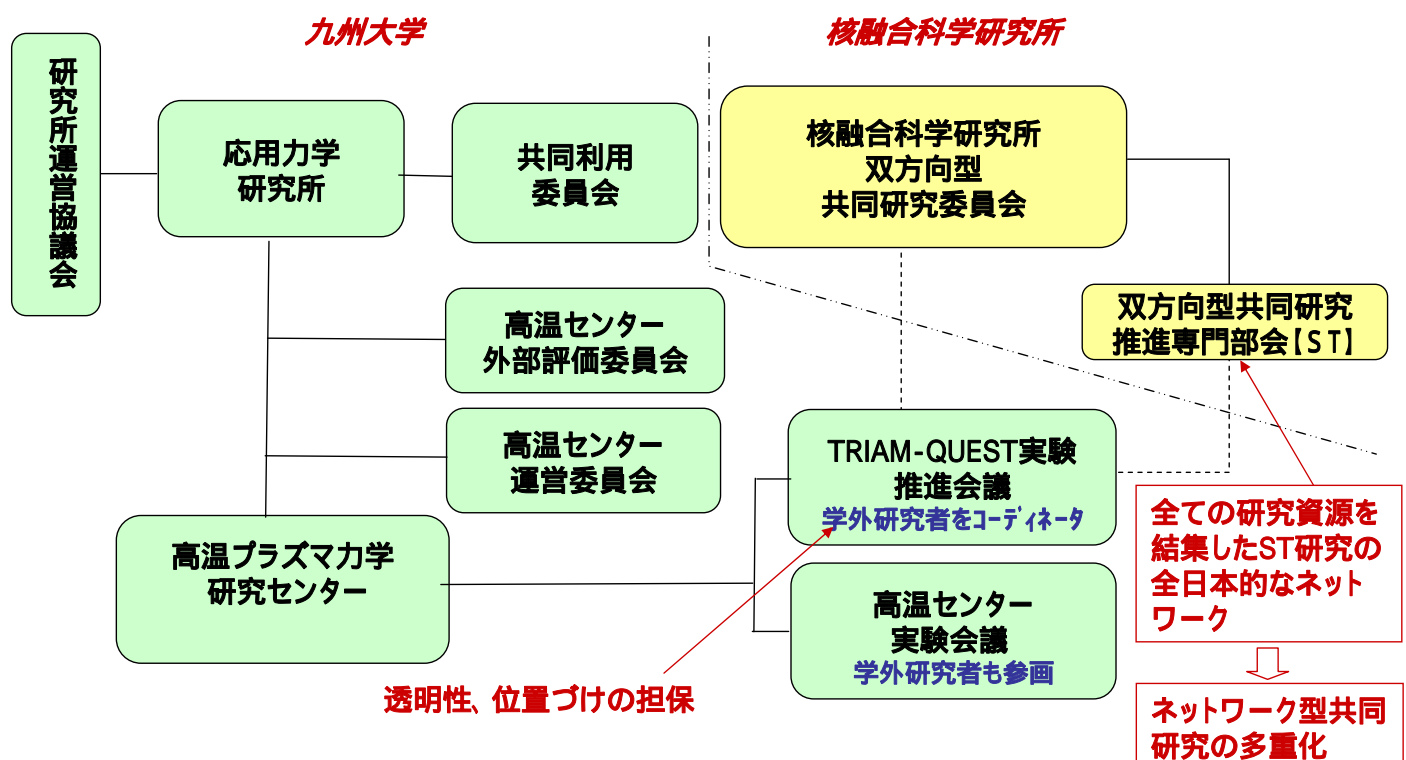 九州大学
核融合科学研究所
研究所運営協議会
応用力学
研究所
共同利用
委員会
核融合科学研究所
双方向型
共同研究委員会
高温センター
外部評価委員会
双方向型共同研究
推進専門部会【ST】
高温センター
運営委員会
TRIAM-QUEST実験
推進会議
学外研究者をコーディネータ
高温プラズマ力学
研究センター
高温センター
実験会議
学外研究者も参画
透明性、位置づけの担保
全ての研究資源を
結集したST研究の
全日本的なネット
ワーク
ネットワーク型共同
研究の多重化